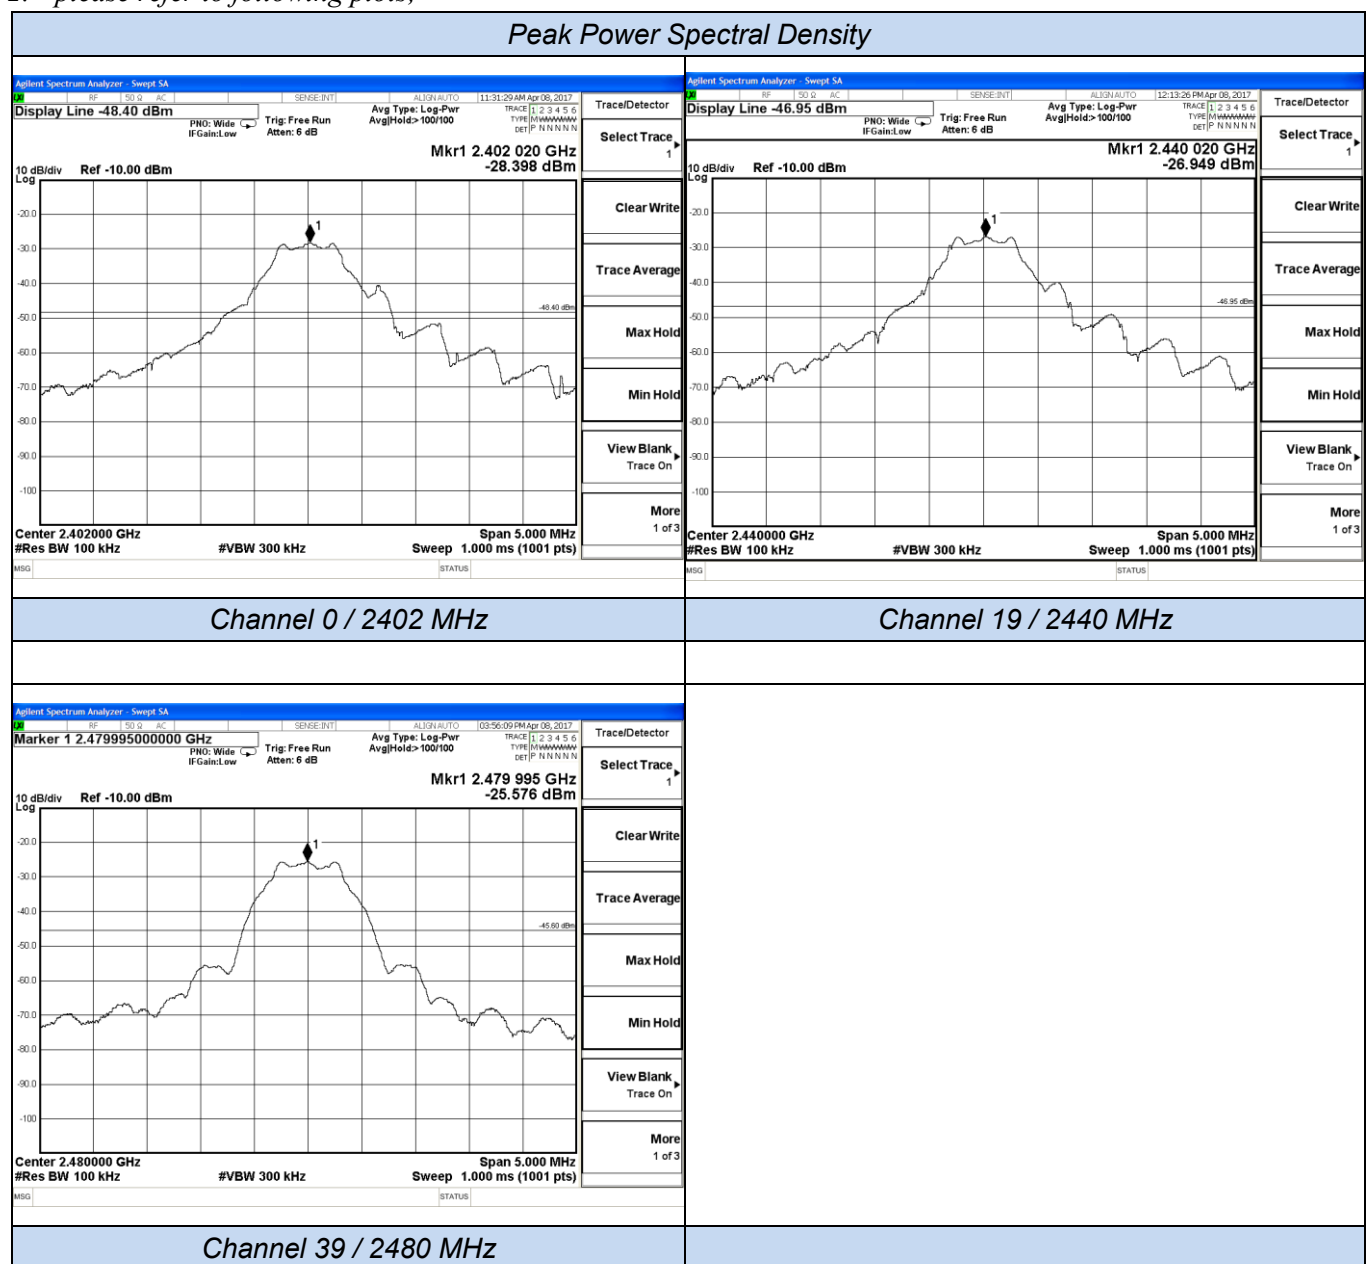 2. please refer to following plots;
Peak Power Spectral Density
Agilent Spectrum Analyzer - Swept SA
LXI RF 50 Ω AC SENSE:INT ALIGN AUTO 11:31:29 AM Apr 08, 2017
Display Line -48.40 dBm
PNO: Wide
IFGain:Low
Trig: Free Run
Atten: 6 dB
Avg Type: Log-Pwr
Avg|Hold:>100/100
TRACE 1 2 3 4 5 6
TYPE M
DET P N N N N N
Mkr1 2.402 020 GHz
-28.398 dBm
10 dB/div Ref -10.00 dBm
Log
-20.0
-30.0
-40.0
-48.40 dBm
-50.0
-60.0
-70.0
-80.0
-90.0
-100
Center 2.402000 GHz Span 5.000 MHz
#Res BW 100 kHz #VBW 300 kHz Sweep 1.000 ms (1001 pts)
MSG STATUS
Trace/Detector
Select Trace
1
Clear Write
Trace Average
Max Hold
Min Hold
View Blank
Trace On
More
1 of 3
Agilent Spectrum Analyzer - Swept SA
LXI RF 50 Ω AC SENSE:INT ALIGN AUTO 12:13:26 PM Apr 08, 2017
Display Line -46.95 dBm
PNO: Wide
IFGain:Low
Trig: Free Run
Atten: 6 dB
Avg Type: Log-Pwr
Avg|Hold:>100/100
TRACE 1 2 3 4 5 6
TYPE M
DET P N N N N N
Mkr1 2.440 020 GHz
-26.949 dBm
10 dB/div Ref -10.00 dBm
Log
-20.0
-30.0
-40.0
-46.95 dBm
-50.0
-60.0
-70.0
-80.0
-90.0
-100
Center 2.440000 GHz Span 5.000 MHz
#Res BW 100 kHz #VBW 300 kHz Sweep 1.000 ms (1001 pts)
MSG STATUS
Trace/Detector
Select Trace
1
Clear Write
Trace Average
Max Hold
Min Hold
View Blank
Trace On
More
1 of 3
Channel 0 / 2402 MHz
Channel 19 / 2440 MHz
Agilent Spectrum Analyzer - Swept SA
LXI RF 50 Ω AC SENSE:INT ALIGN AUTO 03:56:09 PM Apr 08, 2017
Marker 1 2.479995000000 GHz
PNO: Wide
IFGain:Low
Trig: Free Run
Atten: 6 dB
Avg Type: Log-Pwr
Avg|Hold:>100/100
TRACE 1 2 3 4 5 6
TYPE M
DET P N N N N N
Mkr1 2.479 995 GHz
-25.576 dBm
10 dB/div Ref -10.00 dBm
Log
-20.0
-30.0
-40.0
-45.60 dBm
-50.0
-60.0
-70.0
-80.0
-90.0
-100
Center 2.480000 GHz Span 5.000 MHz
#Res BW 100 kHz #VBW 300 kHz Sweep 1.000 ms (1001 pts)
MSG STATUS
Trace/Detector
Select Trace
1
Clear Write
Trace Average
Max Hold
Min Hold
View Blank
Trace On
More
1 of 3
Channel 39 / 2480 MHz